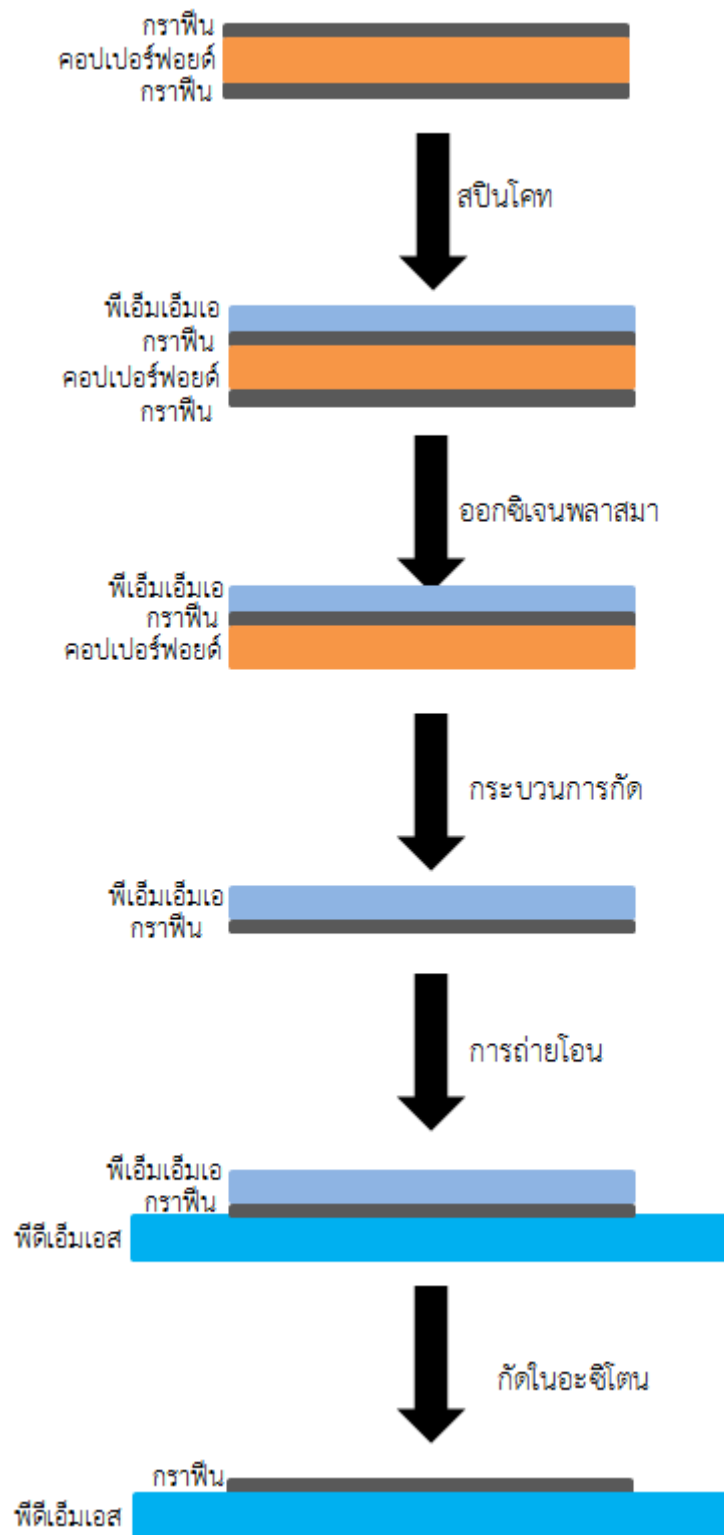 กราฟีน
คอปเปอร์ฟอยด์
กราฟีน
สปินโคท
พีเอ็มเอ็มเอ
กราฟีน
คอปเปอร์ฟอยด์
กราฟีน
ออกซิเจนพลาสมา
พีเอ็มเอ็มเอ
กราฟีน
คอปเปอร์ฟอยด์
กระบวนการกัด
พีเอ็มเอ็มเอ
กราฟีน
การถ่ายโอน
พีเอ็มเอ็มเอ
กราฟีน
พีดีเอ็มเอส
กัดในอะซิโตน
กราฟีน
พีดีเอ็มเอส